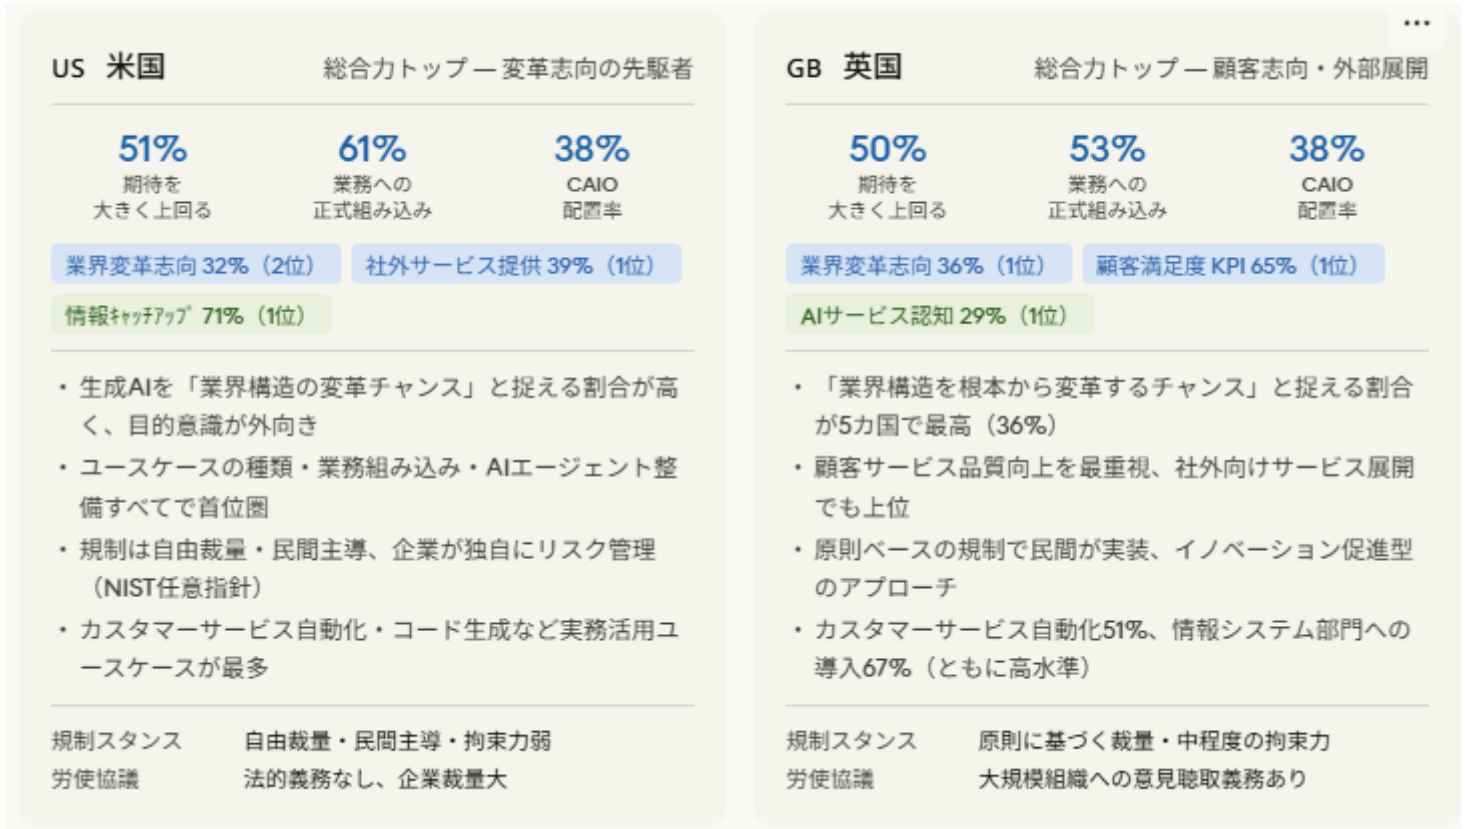 US 米国 総合力トップ — 変革志向の先駆者
51% 61% 38%
期待を 業務への CAIO
大きく上回る 正式組み込み 配置率
業界変革志向 32%（2位） 社外サービス提供 39%（1位）
情報ｷｬｯﾁｱｯﾌﾟ 71%（1位）
・生成AIを「業界構造の変革チャンス」と捉える割合が高
く、目的意識が外向き
・ユースケースの種類・業務組み込み・AIエージェント整
備すべてで首位圏
・規制は自由裁量・民間主導、企業が独自にリスク管理
（NIST任意指針）
・カスタマーサービス自動化・コード生成など実務活用ユ
ースケースが最多
規制スタンス 自由裁量・民間主導・拘束力弱
労使協議 法的義務なし、企業裁量大
GB 英国 総合力トップ — 顧客志向・外部展開
50% 53% 38%
期待を 業務への CAIO
大きく上回る 正式組み込み 配置率
業界変革志向 36%（1位） 顧客満足度 KPI 65%（1位）
AIサービス認知 29%（1位）
・「業界構造を根本から変革するチャンス」と捉える割合
が5カ国で最高（36%）
・顧客サービス品質向上を最重視、社外向けサービス展開
でも上位
・原則ベースの規制で民間が実装、イノベーション促進型
のアプローチ
・カスタマーサービス自動化51%、情報システム部門への
導入67%（ともに高水準）
規制スタンス 原則に基づく裁量・中程度の拘束力
労使協議 大規模組織への意見聴取義務あり